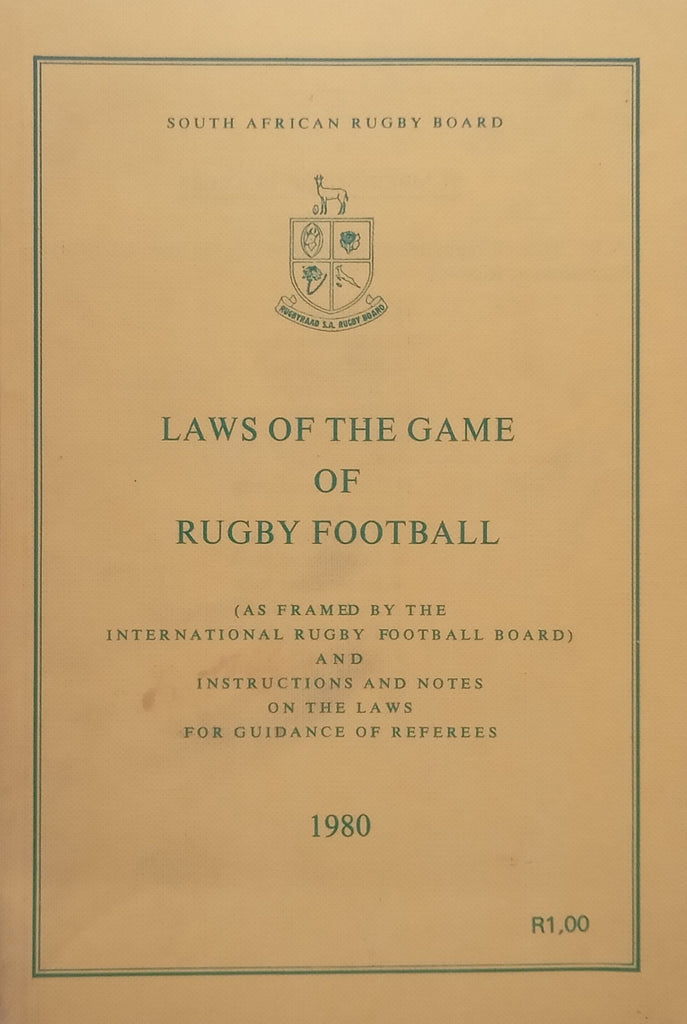 SOUTH AFRICAN RUGBY BOARD
RUGBYRAAD S.A. RUGBY BOARD
LAWS OF THE GAME
OF
RUGBY FOOTBALL
(AS FRAMED BY THE
INTERNATIONAL RUGBY FOOTBALL BOARD)
AND
INSTRUCTIONS AND NOTES
ON THE LAWS
FOR GUIDANCE OF REFEREES
1980
R1,00